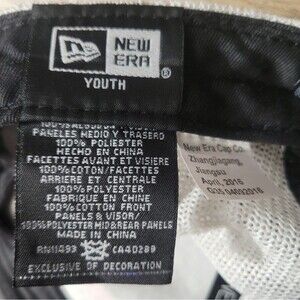 NEW
ERA
®
YOUTH
PANELES MEDIO Y TRASERO
100% POLIESTER
HECHO EN CHINA
FACETTES AVANT ET VISIERE
100%COTON/FACETTES
ARRIERE ET CENTRALE
100%POLYESTER
FABRIQUE EN CHINE
100%COTTON FRONT
PANELS & VISOR/
100%POLYESTER MID&REAR PANELS
MADE IN CHINA
RN11493 CA40289
EXCLUSIVE OF DECORATION
New Era Cap Co.
Zhangjiagang,
Jiangsu
April, 2016